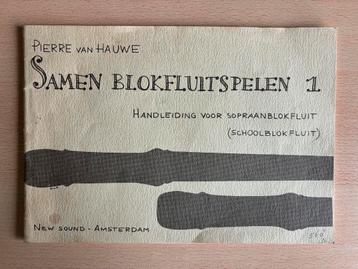 PIERRE VAN HAUWE
SAMEN BLOKFLUITSPELEN 1
HANDLEIDING VOOR SOPRAANBLOKFLUIT
(SCHOOLBLOKFLUIT)
NEW SOUND - AMSTERDAM